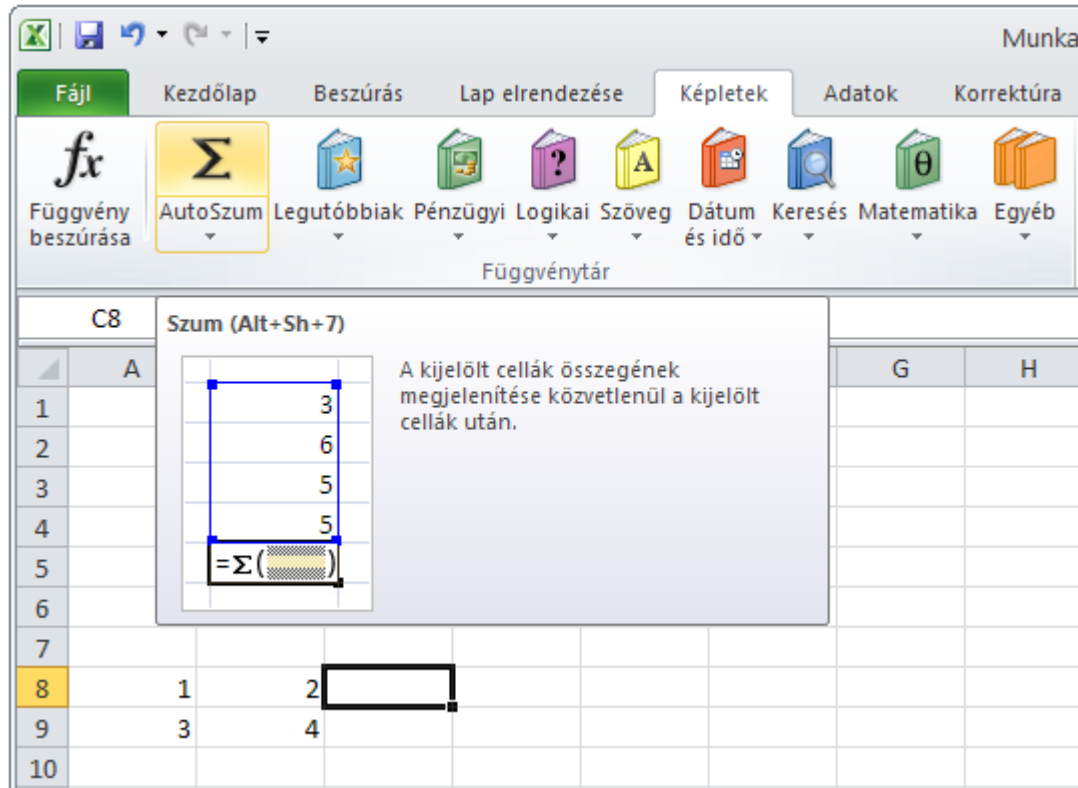 Munka
Fájl Kezdőlap Beszúrás Lap elrendezése Képletek Adatok Korrektúra
fx Σ A θ
Függvény beszúrása
AutoSzum
Legutóbbiak
Pénzügyi
Logikai
Szöveg
Dátum és idő
Keresés
Matematika
Egyéb
Függvénytár
C8
Szum (Alt+Sh+7)
A kijelölt cellák összegének
megjelenítése közvetlenül a kijelölt
cellák után.
3
6
5
5
=Σ( )
A G H
1
2
3
4
5
6
7
8 1 2
9 3 4
10